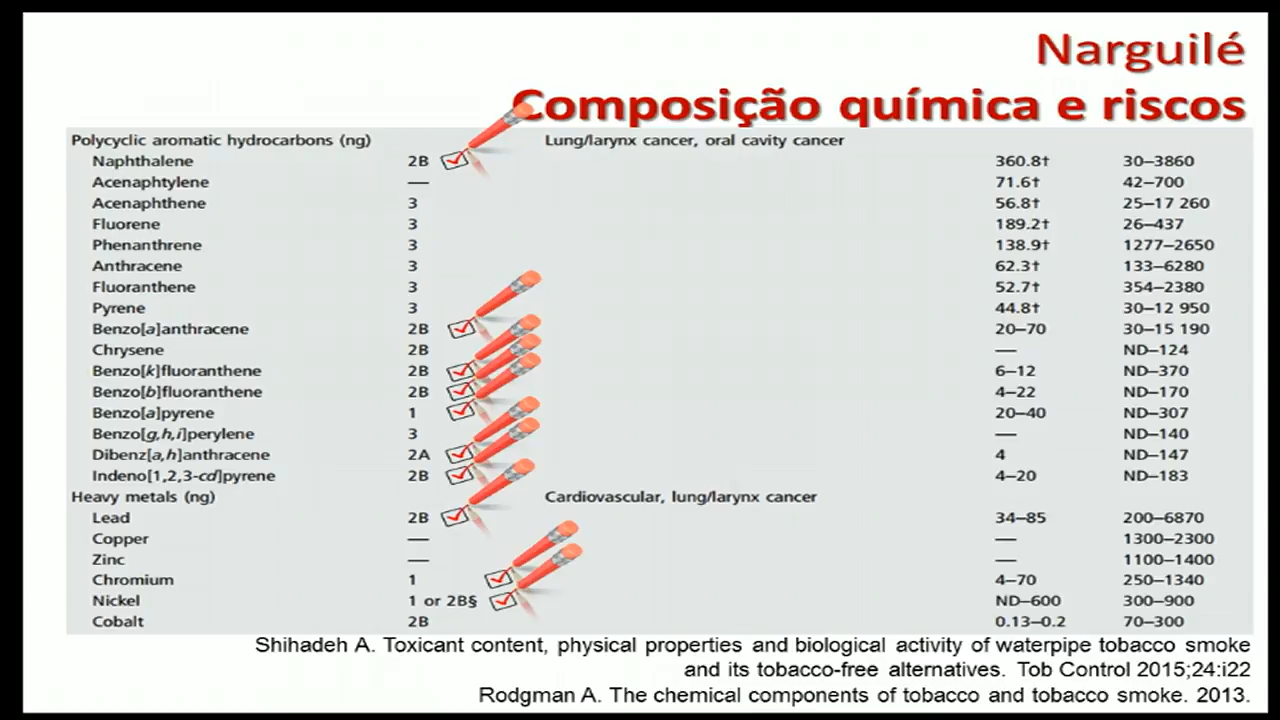 Narguilé
Composição química e riscos
Polycyclic aromatic hydrocarbons (ng) Lung/larynx cancer, oral cavity cancer
Naphthalene 2B 360.8† 30–3860
Acenaphtylene — 71.6† 42–700
Acenaphthene 3 56.8† 25–17 260
Fluorene 3 189.2† 26–437
Phenanthrene 3 138.9† 1277–2650
Anthracene 3 62.3† 133–6280
Fluoranthene 3 52.7† 354–2380
Pyrene 3 44.8† 30–12 950
Benzo[a]anthracene 2B 20–70 30–15 190
Chrysene 2B — ND–124
Benzo[k]fluoranthene 2B 6–12 ND–370
Benzo[b]fluoranthene 2B 4–22 ND–170
Benzo[a]pyrene 1 20–40 ND–307
Benzo[g,h,i]perylene 3 — ND–140
Dibenz[a,h]anthracene 2A 4 ND–147
Indeno[1,2,3-cd]pyrene 2B 4–20 ND–183
Heavy metals (ng) Cardiovascular, lung/larynx cancer
Lead 2B 34–85 200–6870
Copper — — 1300–2300
Zinc — — 1100–1400
Chromium 1 4–70 250–1340
Nickel 1 or 2B§ ND–600 300–900
Cobalt 2B 0.13–0.2 70–300
Shihadeh A. Toxicant content, physical properties and biological activity of waterpipe tobacco smoke
and its tobacco-free alternatives. Tob Control 2015;24:i22
Rodgman A. The chemical components of tobacco and tobacco smoke. 2013.